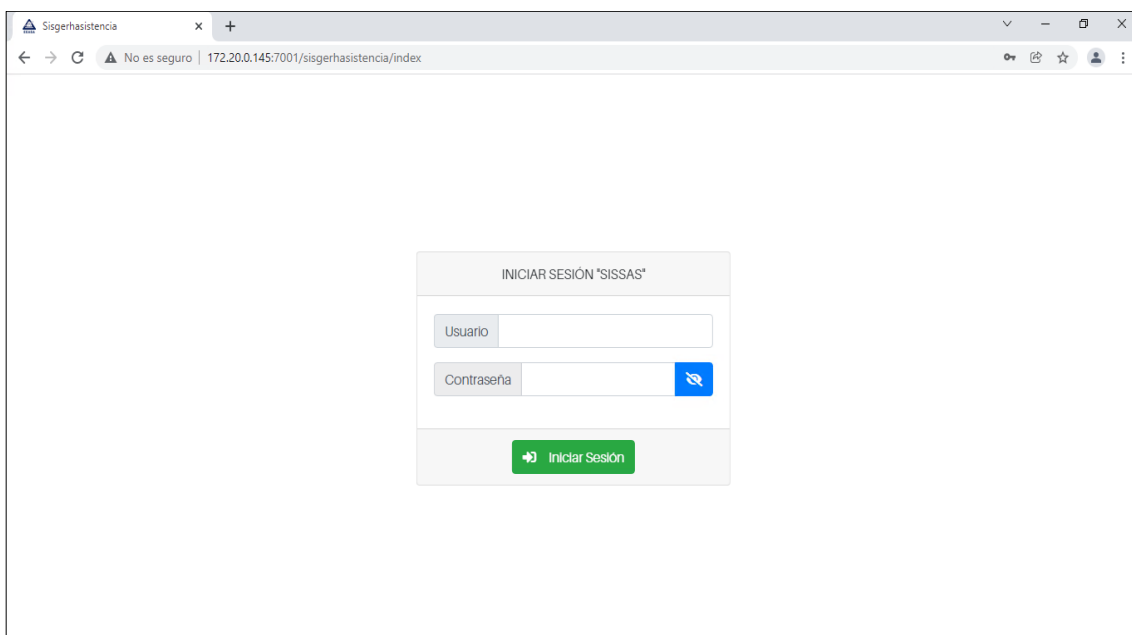 Sisgerhasistencia
No es seguro | 172.20.0.145:7001/sisgerhasistencia/index
INICIAR SESIÓN "SISSAS"
Usuario
Contraseña
Iniciar Sesión